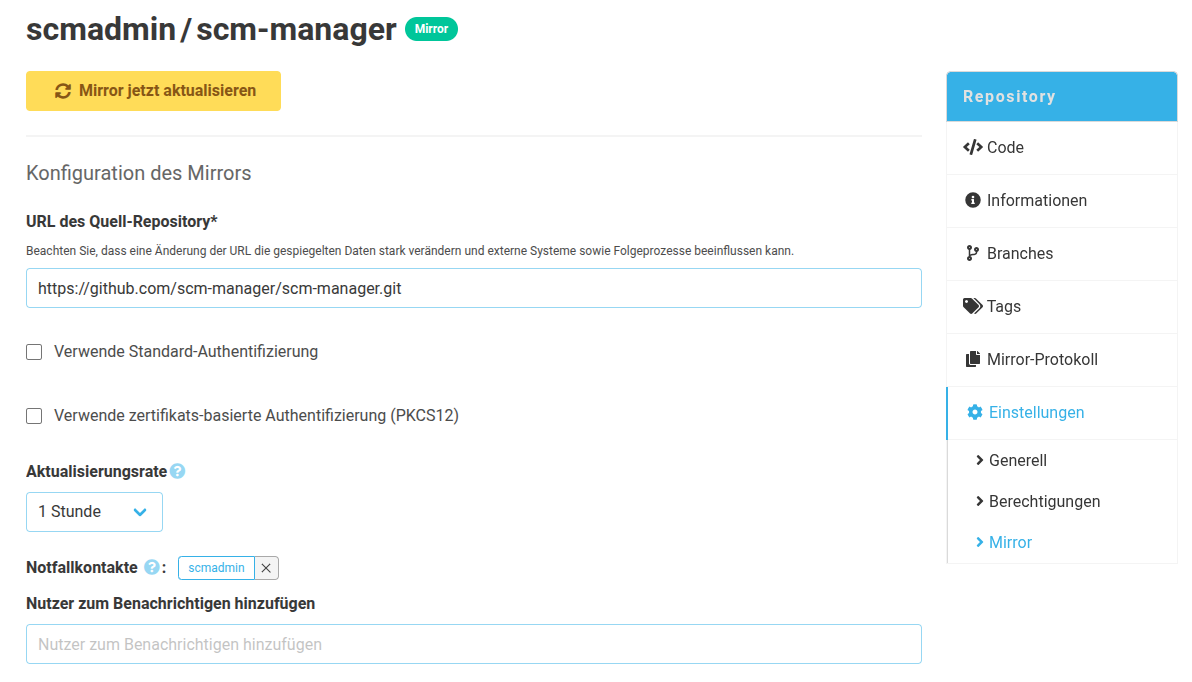 scmadmin/scm-manager Mirror
Mirror jetzt aktualisieren
Konfiguration des Mirrors
URL des Quell-Repository*
Beachten Sie, dass eine Änderung der URL die gespiegelten Daten stark verändern und externe Systeme sowie Folgeprozesse beeinflussen kann.
https://github.com/scm-manager/scm-manager.git
Verwende Standard-Authentifizierung
Verwende zertifikats-basierte Authentifizierung (PKCS12)
Aktualisierungsrate ?
1 Stunde
Notfallkontakte ? : scmadmin
Nutzer zum Benachrichtigen hinzufügen
Nutzer zum Benachrichtigen hinzufügen
Repository
Code
Informationen
Branches
Tags
Mirror-Protokoll
Einstellungen
Generell
Berechtigungen
Mirror